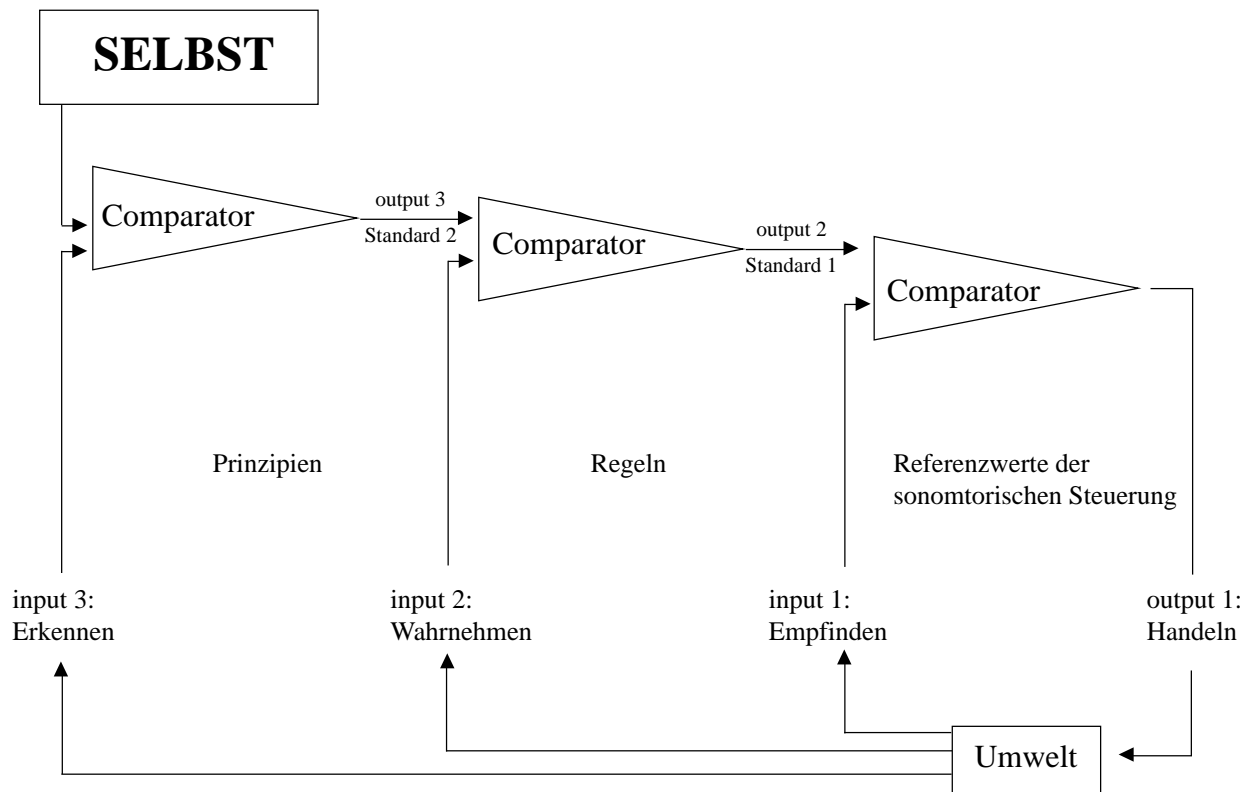 SELBST
Comparator
output 3
Standard 2
Comparator
output 2
Standard 1
Comparator
Prinzipien
Regeln
Referenzwerte der
sonomtorischen Steuerung
input 3:
Erkennen
input 2:
Wahrnehmen
input 1:
Empfinden
output 1:
Handeln
Umwelt